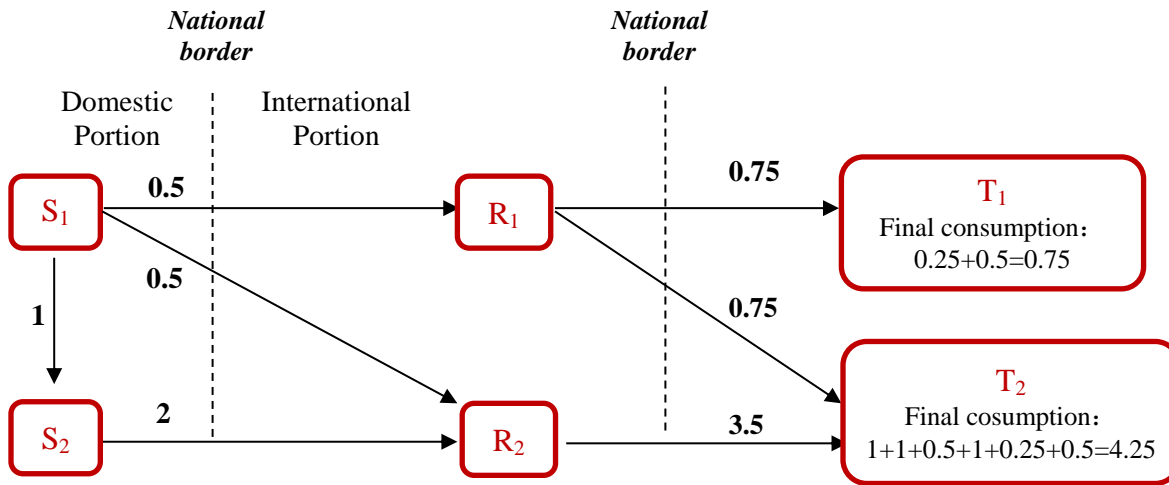 National
border
National
border
Domestic
Portion
International
Portion
0.5
0.75
S1
R1
T1
Final consumption：
0.25+0.5=0.75
0.5
1
0.75
S2
2
R2
3.5
T2
Final cosumption：
1+1+0.5+1+0.25+0.5=4.25